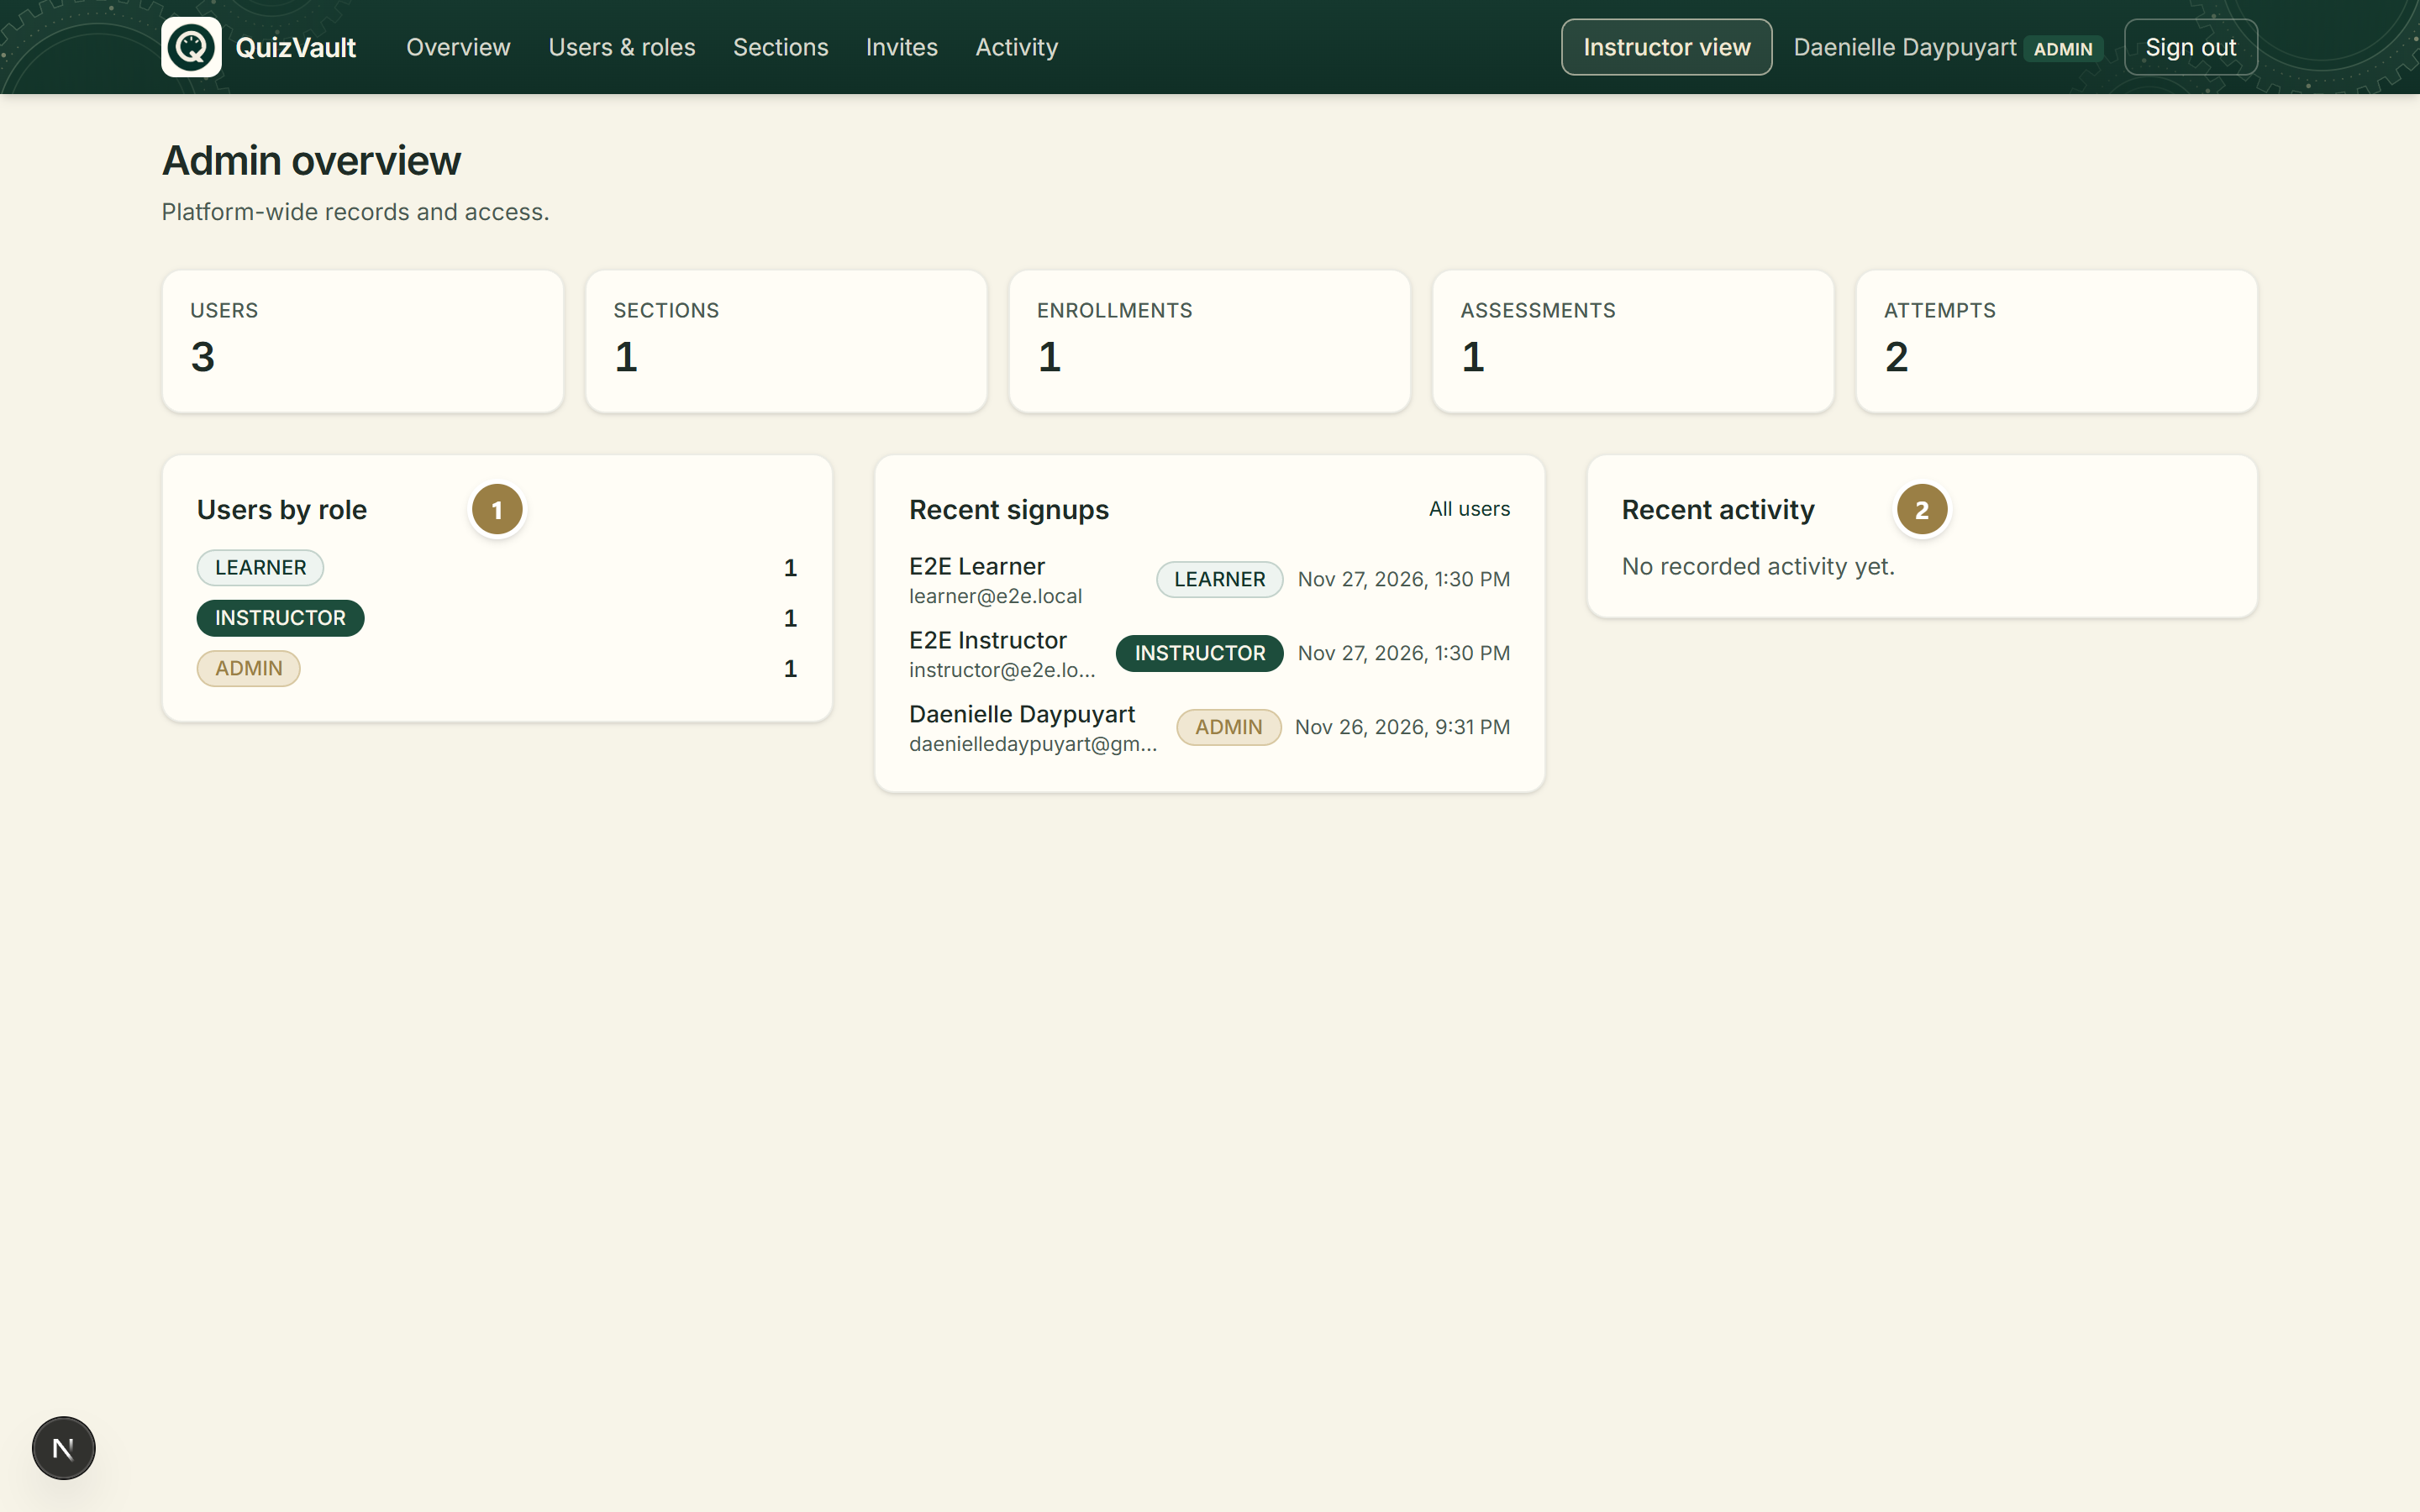 QuizVault Overview Users & roles Sections Invites Activity Instructor view Daenielle Daypuyart ADMIN Sign out
Admin overview
Platform-wide records and access.
USERS
3
SECTIONS
1
ENROLLMENTS
1
ASSESSMENTS
1
ATTEMPTS
2
Users by role 1
LEARNER 1
INSTRUCTOR 1
ADMIN 1
Recent signups All users
E2E Learner
learner@e2e.local
LEARNER Nov 27, 2026, 1:30 PM
E2E Instructor
instructor@e2e.lo...
INSTRUCTOR Nov 27, 2026, 1:30 PM
Daenielle Daypuyart
daenielledaypuyart@gm...
ADMIN Nov 26, 2026, 9:31 PM
Recent activity 2
No recorded activity yet.
N